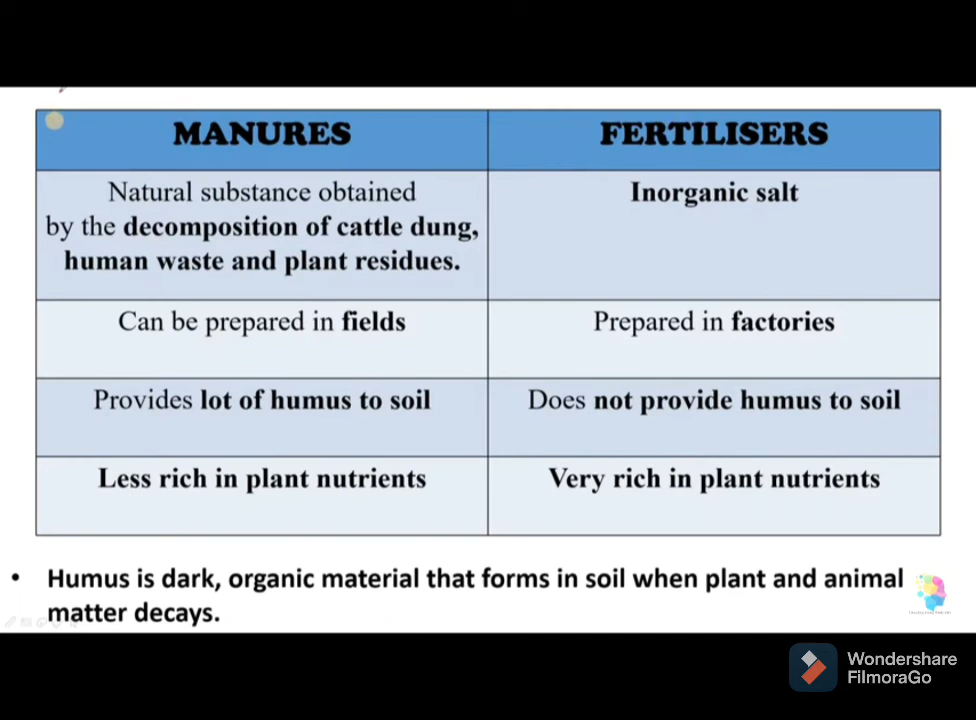 MANURES
FERTILISERS
Natural substance obtained
by the decomposition of cattle dung,
human waste and plant residues.
Inorganic salt
Can be prepared in fields
Prepared in factories
Provides lot of humus to soil
Does not provide humus to soil
Less rich in plant nutrients
Very rich in plant nutrients
• Humus is dark, organic material that forms in soil when plant and animal
matter decays.
Wondershare
FilmoraGo